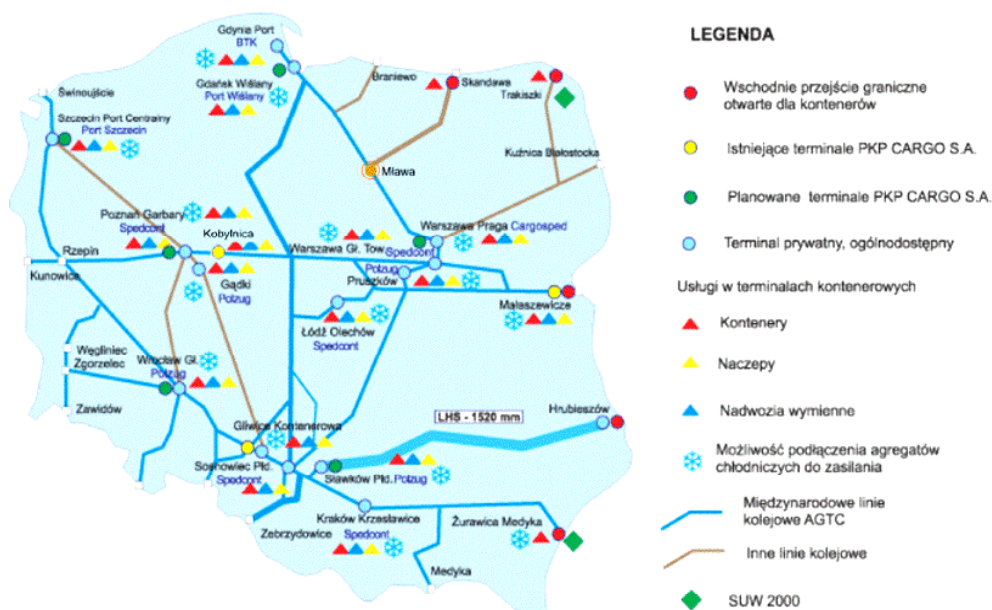 Gdynia Port
BTK
Gdańsk Wiślany
Port Wiślany
Braniewo
Skandawa
Trakiszki
Świnoujście
Szczecin Port Centralny
Port Szczecin
Kuźnica Białostocka
Mława
Poznań Garbary
Spedcont
Kobylnica
Warszawa Gł. Tow.
Spedcont
Warszawa Praga Cargosped
Rzepin
Kunowice
Gądki
Polzug
Polzug
Pruszków
Małaszewicze
Łódź Olechów
Spedcont
Węgliniec
Zgorzelec
Wrocław Gł.
Polzug
Zawidów
LHS - 1520 mm
Hrubieszów
Gliwice Kontenerowa
Sosnowiec Płd.
Spedcont
Sławków Płd. Polzug
Zebrzydowice
Kraków Krzesławice
Spedcont
Żurawica Medyka
Medyka
LEGENDA
Wschodnie przejście graniczne
otwarte dla kontenerów
Istniejące terminale PKP CARGO S.A.
Planowane terminale PKP CARGO S.A.
Terminal prywatny, ogólnodostępny
Usługi w terminalach kontenerowych
Kontenery
Naczepy
Nadwozia wymienne
Możliwość podłączenia agregatów
chłodniczych do zasilania
Międzynarodowe linie
kolejowe AGTC
Inne linie kolejowe
SUW 2000